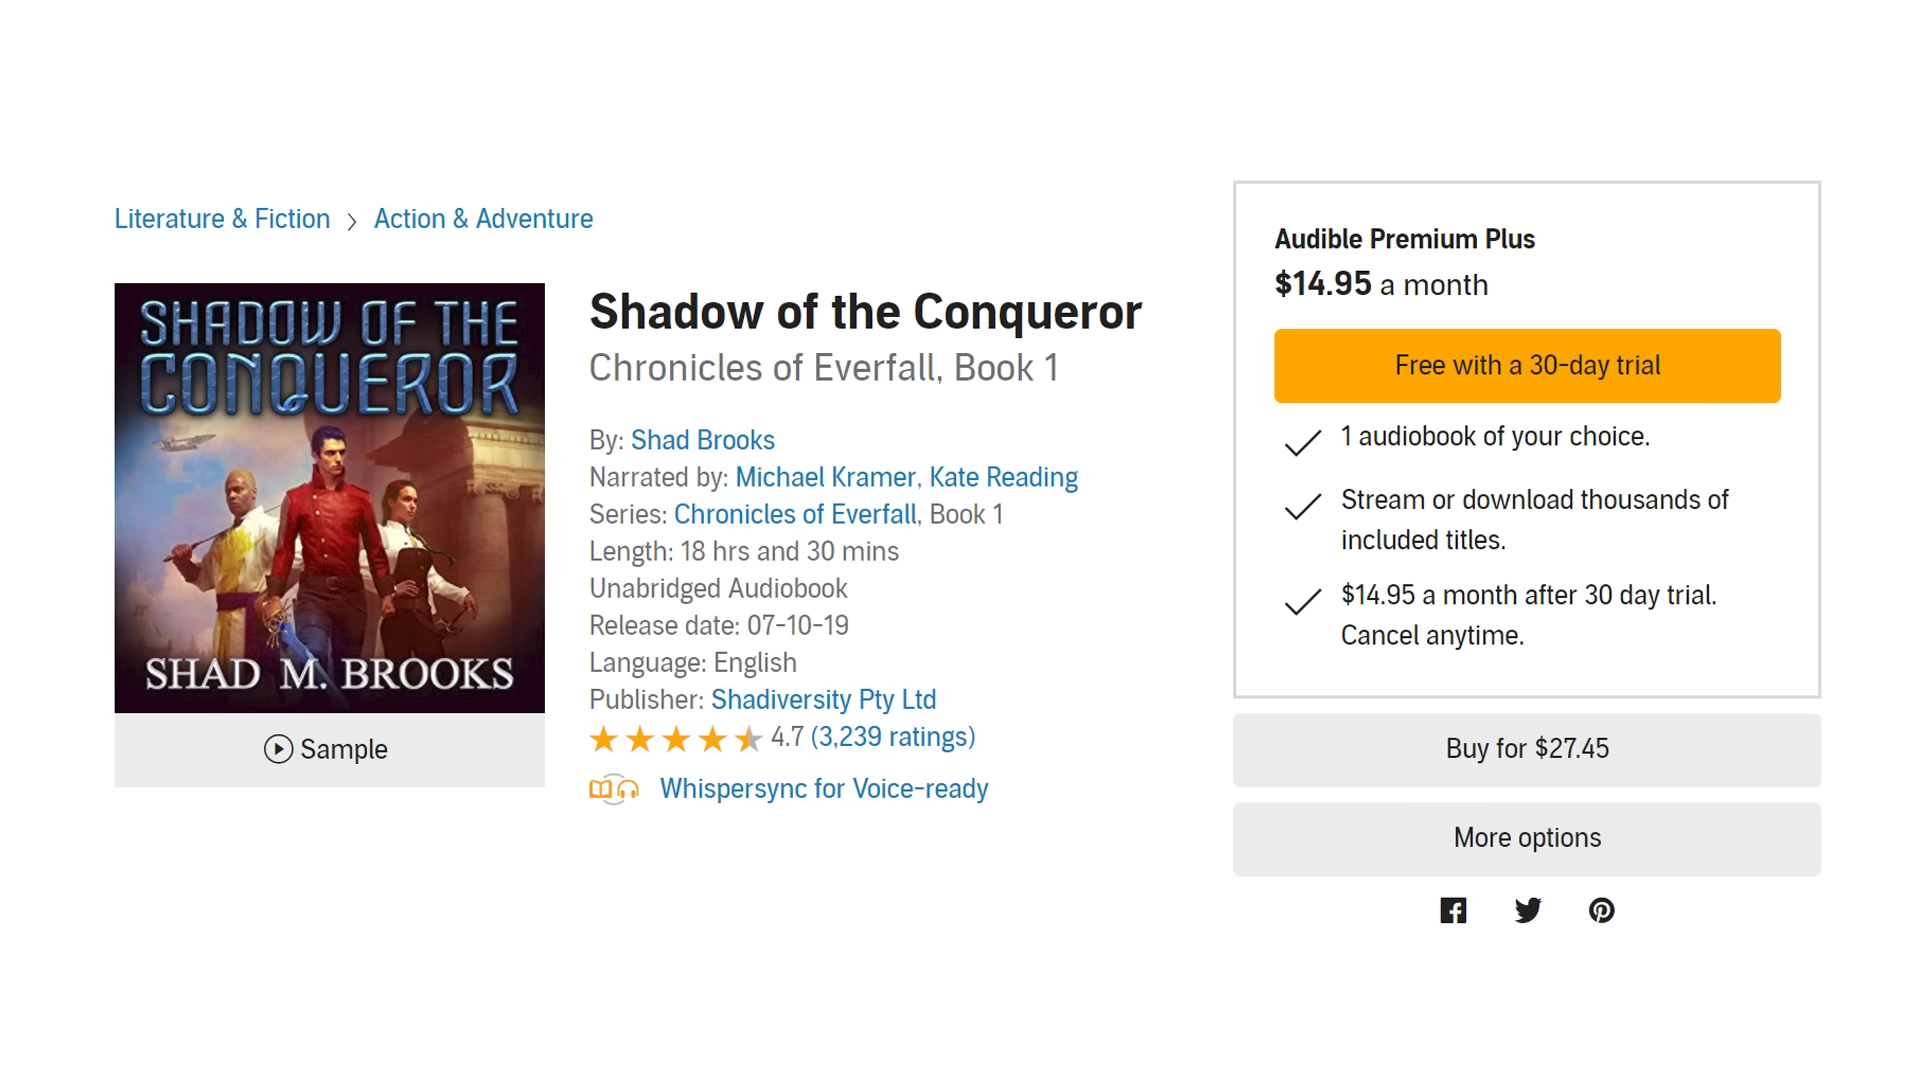 Literature & Fiction > Action & Adventure
SHADOW OF THE
CONQUEROR
SHAD M. BROOKS
Sample
Shadow of the Conqueror
Chronicles of Everfall, Book 1
By: Shad Brooks
Narrated by: Michael Kramer, Kate Reading
Series: Chronicles of Everfall, Book 1
Length: 18 hrs and 30 mins
Unabridged Audiobook
Release date: 07-10-19
Language: English
Publisher: Shadiversity Pty Ltd
4.7 (3,239 ratings)
Whispersync for Voice-ready
Audible Premium Plus
$14.95 a month
Free with a 30-day trial
1 audiobook of your choice.
Stream or download thousands of
included titles.
$14.95 a month after 30 day trial.
Cancel anytime.
Buy for $27.45
More options